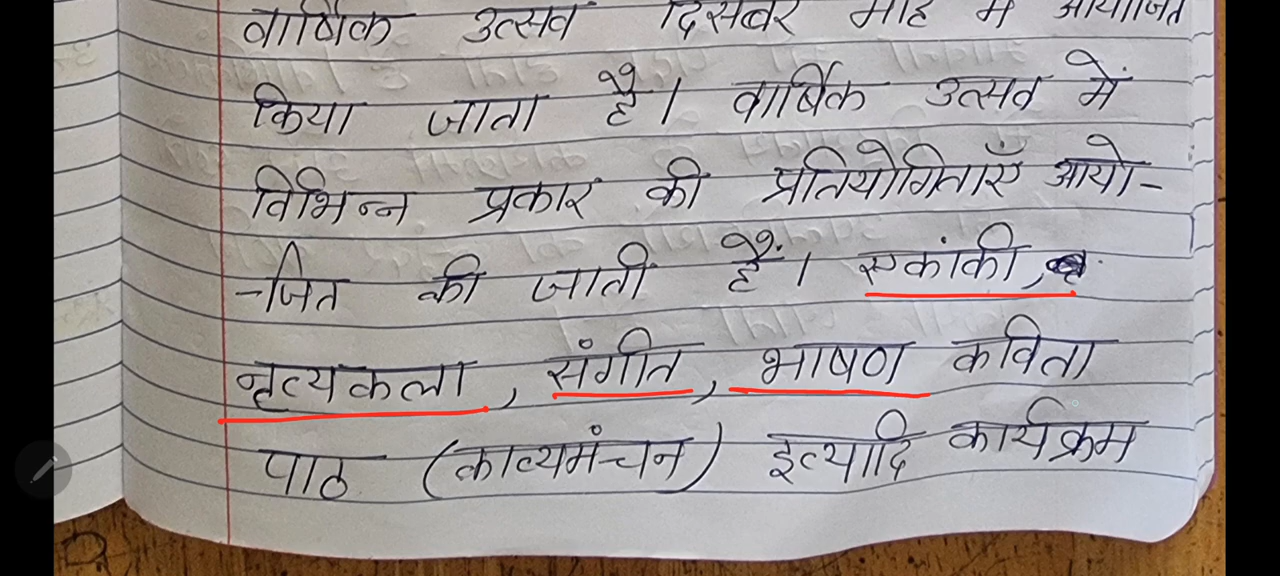 वार्षिक उत्सव दिसंबर माह में आयोजित
किया जाता है। वार्षिक उत्सव में
विभिन्न प्रकार की प्रतियोगिताएँ आयो-
-जित की जाती है। एकांकी,
नृत्यकला, संगीत, भाषण कविता
पाठ (काव्यमंचन) इत्यादि कार्यक्रम